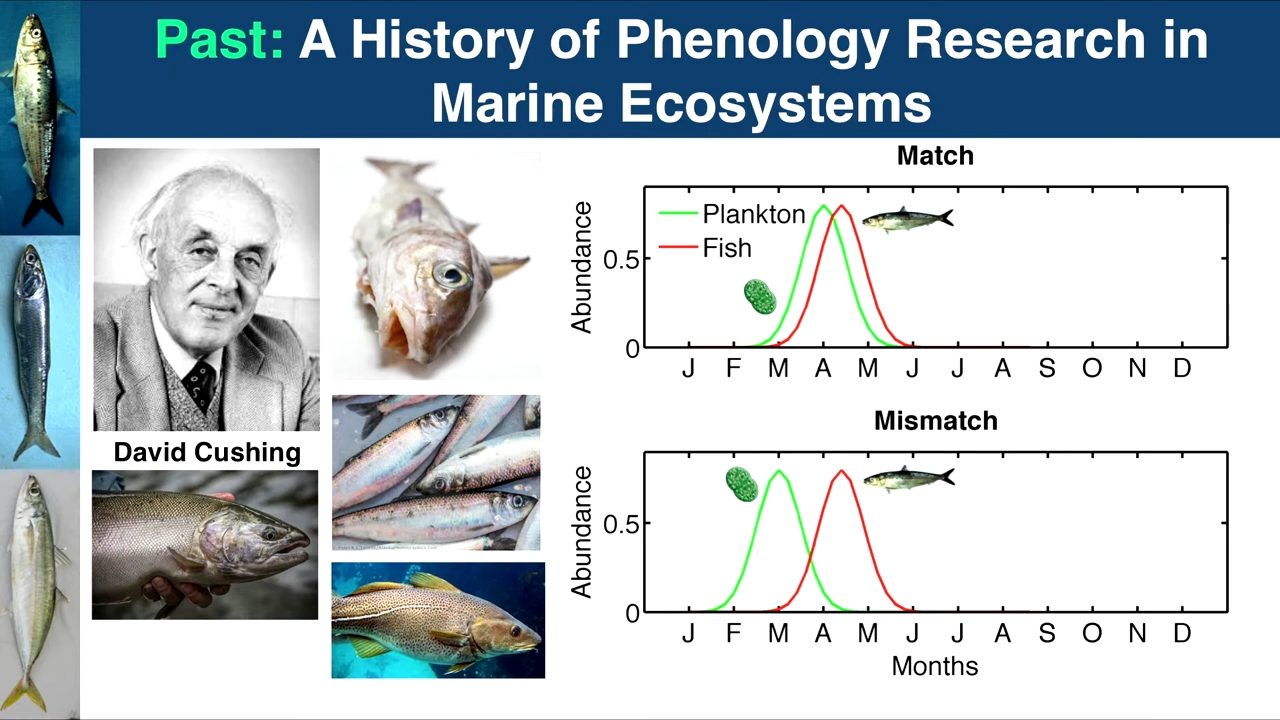 Past: A History of Phenology Research in
Marine Ecosystems
David Cushing
Match
Plankton
Fish
Abundance
0.5
0
J F M A M J J A S O N D
Mismatch
Abundance
0.5
0
J F M A M J J A S O N D
Months